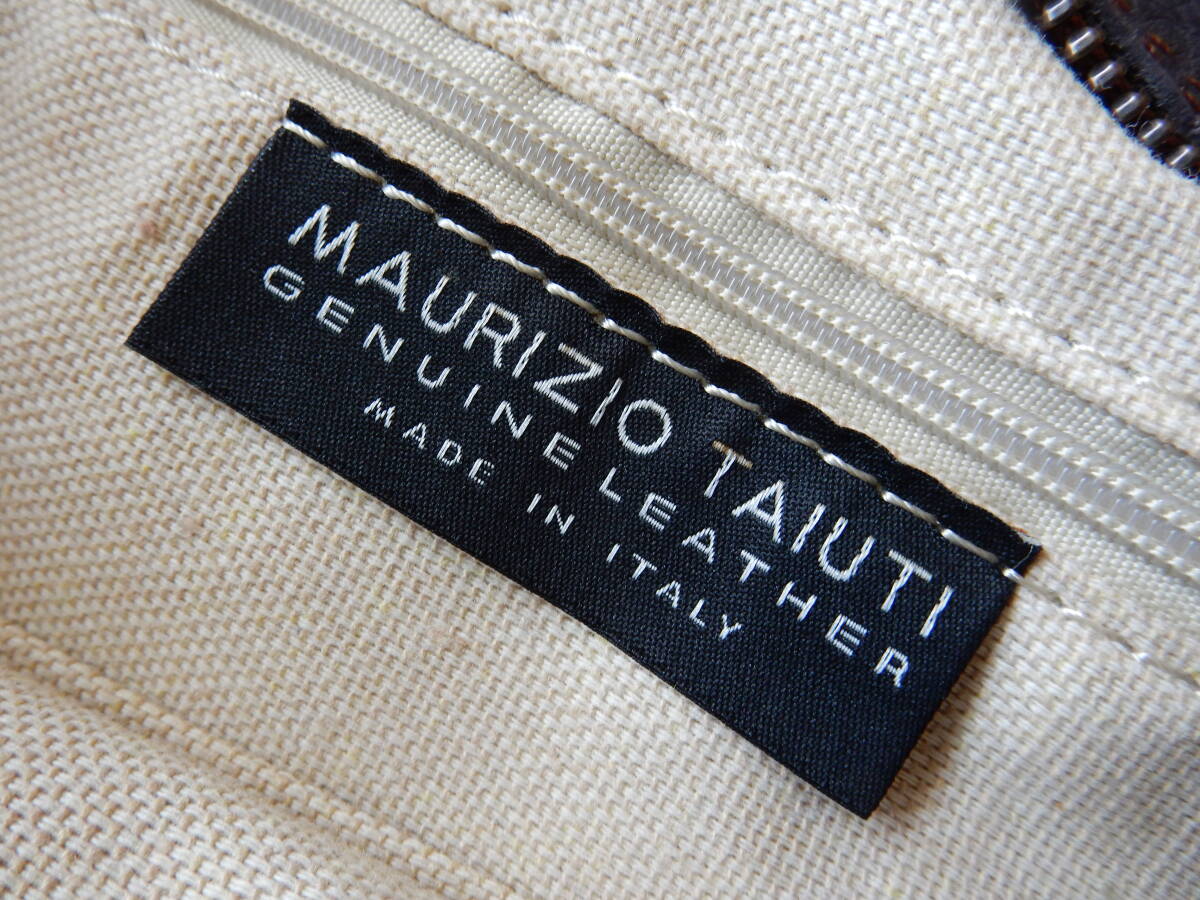 MAURIZIO TAIUTI
GENUINE LEATHER
MADE IN ITALY